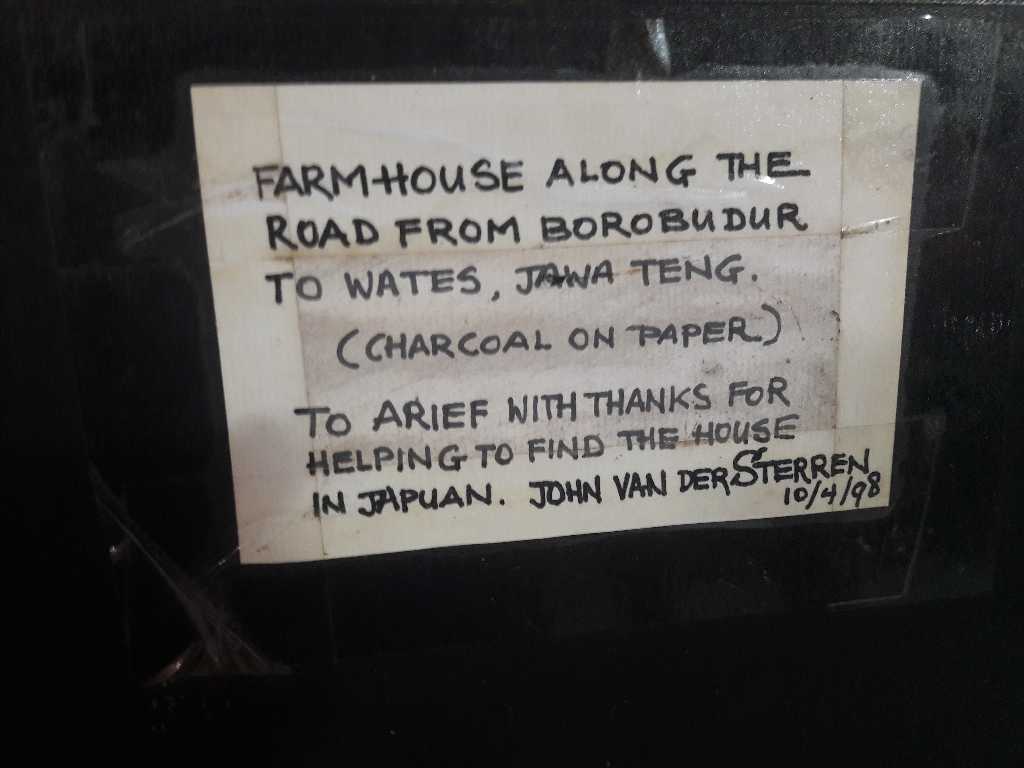 FARMHOUSE ALONG THE
ROAD FROM BOROBUDUR
TO WATES, JAWA TENG.
(CHARCOAL ON PAPER)
TO ARIEF WITH THANKS FOR
HELPING TO FIND THE HOUSE
IN JAPUAN. JOHN VAN DER STERREN
10/4/98